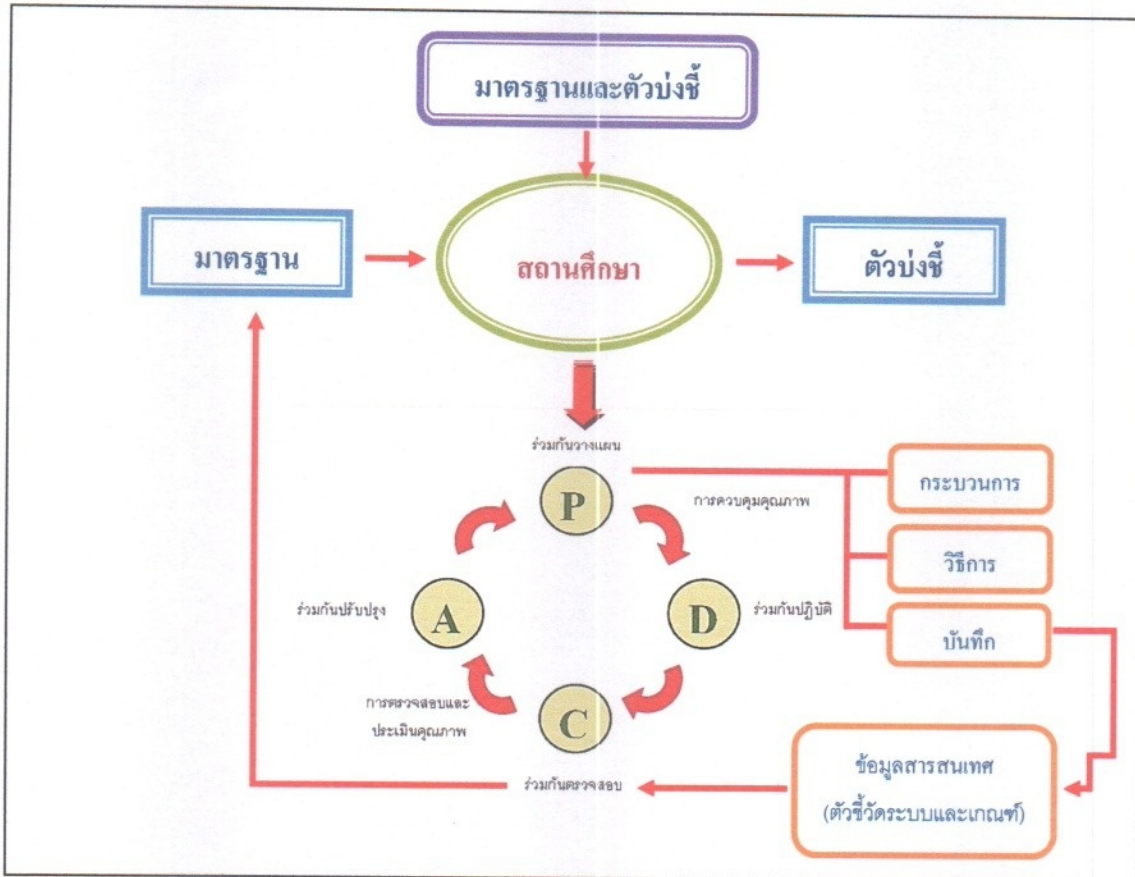 มาตรฐานและตัวบ่งชี้
มาตรฐาน
สถานศึกษา
ตัวบ่งชี้
ร่วมกันวางแผน
P
การควบคุมคุณภาพ
กระบวนการ
วิธีการ
บันทึก
ร่วมกันปรับปรุง
A
D
ร่วมกันปฏิบัติ
การตรวจสอบและ
ประเมินคุณภาพ
C
ร่วมกันตรวจสอบ
ข้อมูลสารสนเทศ
(ตัวชี้วัดระบบและเกณฑ์)